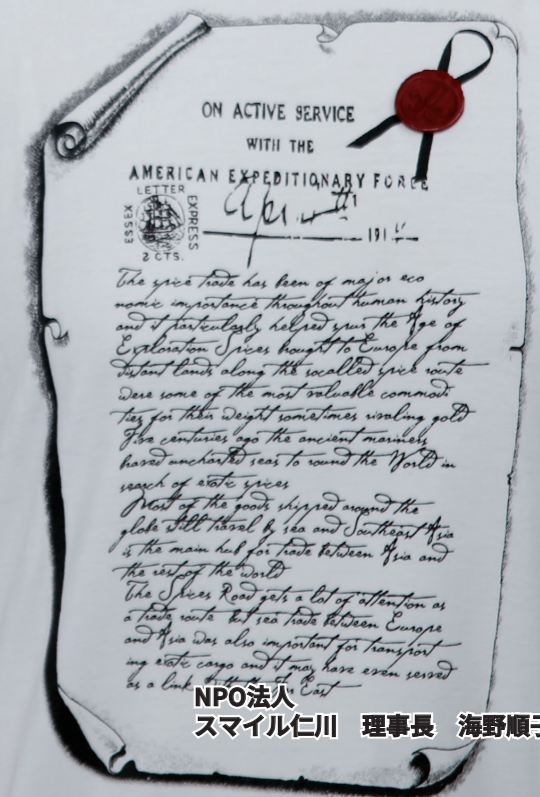 ON ACTIVE SERVICE
WITH THE
AMERICAN EXPEDITIONARY FORCE
LETTER
ESSEX
EXPRESS
2 CTS.
191
The spice trade has been of major eco
nomic importance throughout human history
and it particularly helped spur the Age of
Exploration Spices brought to Europe from
distant lands along the socalled spice route
were some of the most valuable commodi
ties for their weight sometimes rivaling gold
Five centuries ago the ancient mariners
braved uncharted seas to round the World in
search of exotic spices
Most of the goods shipped around the
globe still travel by sea and Southeast Asia
is the main hub for trade between Asia and
the rest of the world
The Spices Road gets a lot of attention as
a trade route but sea trade between Europe
and Asia was also important for transport
ing exotic cargo and it may have even served
as a link East
NPO法人
スマイル仁川　理事長　海野順子